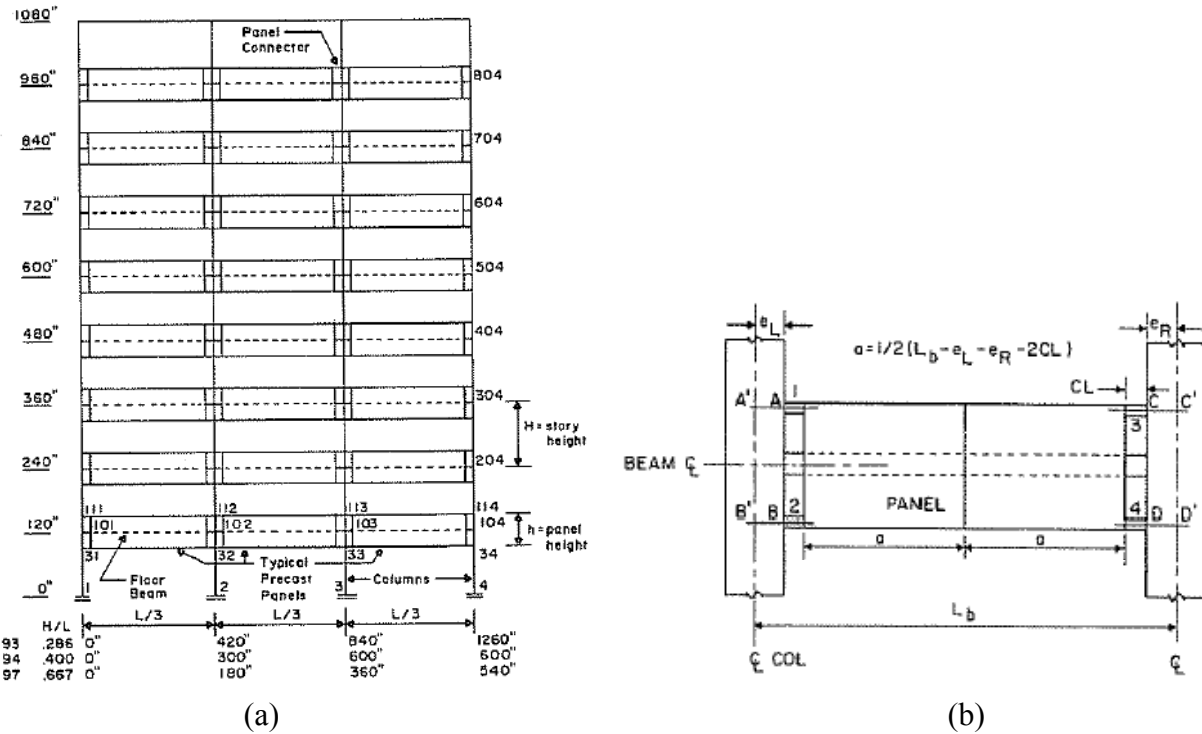 1080"
Panel
Connector
960"
804
840"
704
720"
604
600"
504
480"
404
360"
304
H=story
height
240"
204
111
112
113
114
120"
101
102
103
104
h=panel
height
31
32
33
34
Floor
Beam
Typical
Precast
Panels
Columns
0"
1
2
3
4
L/3
L/3
L/3
H/L
93 .286 0" 420" 840" 1260"
94 .400 0" 300" 600" 600"
97 .667 0" 180" 360" 540"
(a)
e_L
e_R
a=1/2(L_b-e_L-e_R-2CL)
CL
A' A 1
C C'
3
BEAM ℄
PANEL
B' B 2
4 D D'
a
a
L_b
℄ COL
℄
(b)